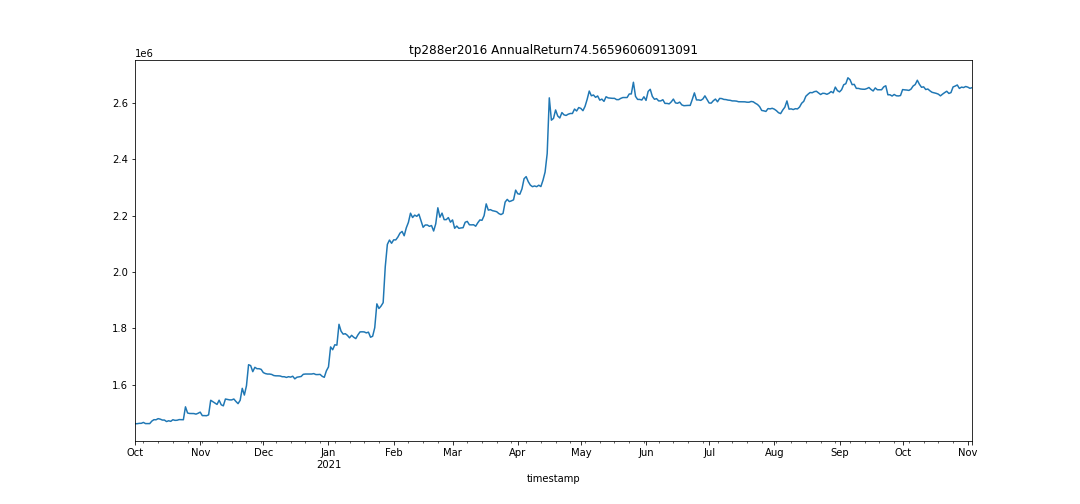 tp288er2016 AnnualReturn74.56596060913091
1e6
2.6
2.4
2.2
2.0
1.8
1.6
Oct Nov Dec Jan Feb Mar Apr May Jun Jul Aug Sep Oct Nov
2021
timestamp